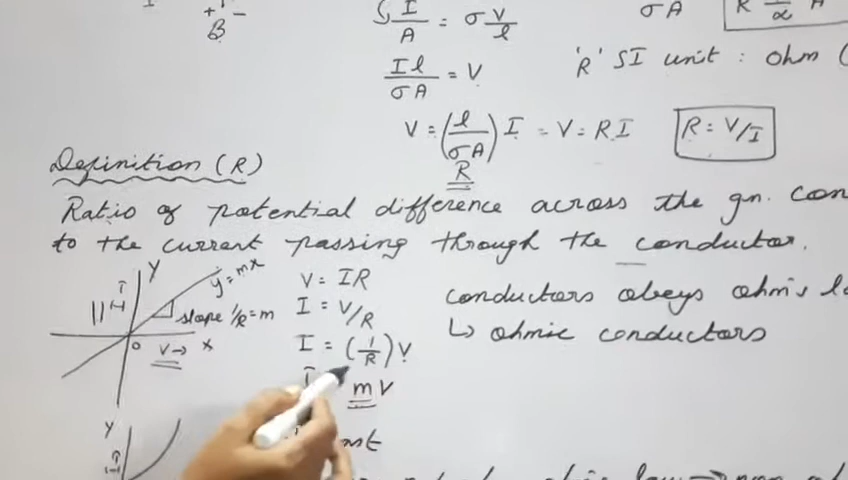 B
I/A = σ V/l
σA
Il/σA = V
'R' SI unit : ohm (
V = (l/σA) I = V = RI
R = V/I
R
Definition (R)
Ratio of potential difference across the gn. con
to the current passing through the conductor.
Y
y = mx
I
slope 1/R = m
O
V→ x
V = IR
I = V/R
I = (1/R) V
mV
conductors obeys ohm's la
↳ ohmic conductors
Y
I